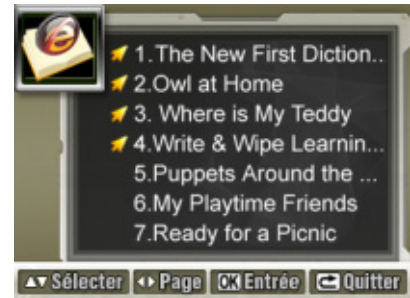 1.The New First Diction..
2.Owl at Home
3. Where is My Teddy
4.Write & Wipe Learnin...
5.Puppets Around the ...
6.My Playtime Friends
7.Ready for a Picnic
Sélecter Page OK Entrée Quitter